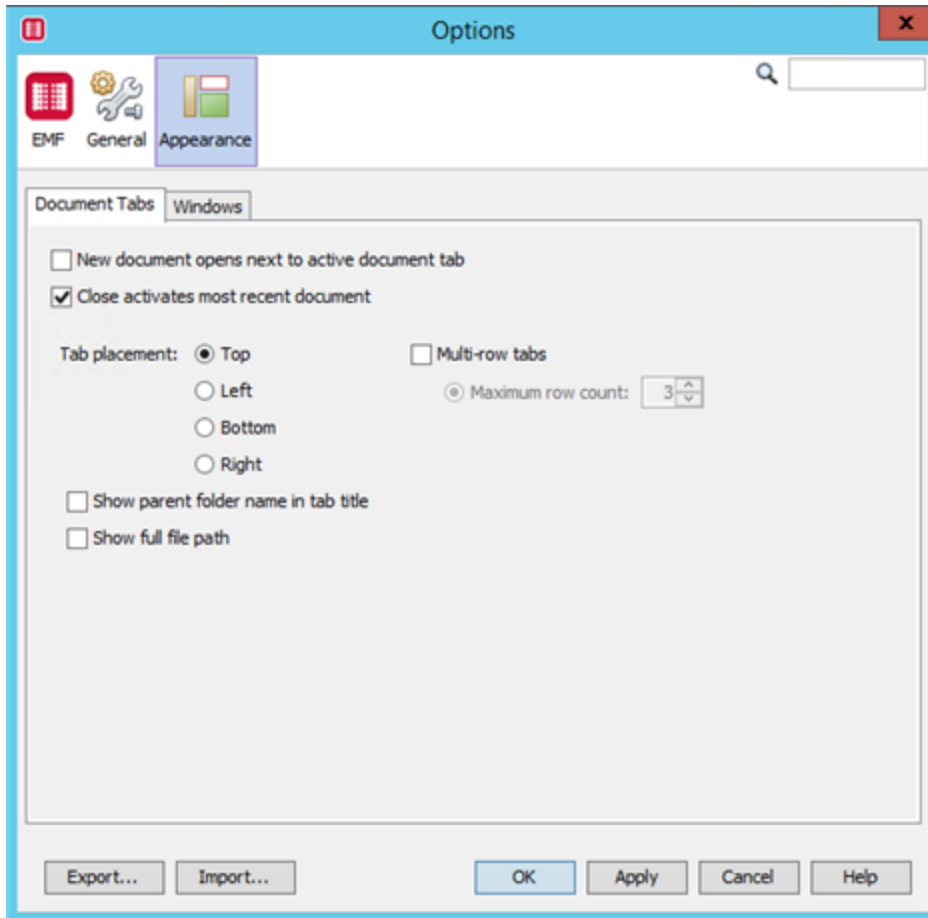 Options
x
EMF General Appearance
Document Tabs Windows
New document opens next to active document tab
Close activates most recent document
Tab placement: Top Multi-row tabs
Left Maximum row count: 3
Bottom
Right
Show parent folder name in tab title
Show full file path
Export... Import... OK Apply Cancel Help